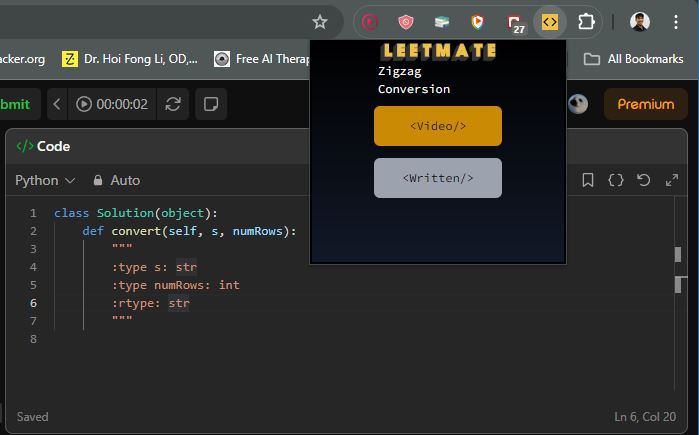 27
acker.org
Dr. Hoi Fong Li, OD,...
Free AI Therap
All Bookmarks
LEETMATE
Zigzag
Conversion
<Video/>
<Written/>
bmit
00:00:02
Premium
</> Code
Python
Auto
1 class Solution(object):
2 def convert(self, s, numRows):
3 """
4 :type s: str
5 :type numRows: int
6 :rtype: str
7 """
8
Saved
Ln 6, Col 20